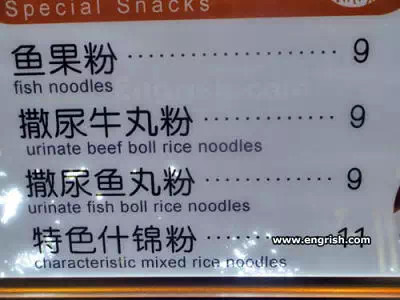 Special Snacks
鱼果粉 ················ 9
fish noodles
撒尿牛丸粉 ············ 9
urinate beef boll rice noodles
撒尿鱼丸粉 ············ 9
urinate fish boll rice noodles
特色什锦粉 ············ 11
www.engrish.com
characteristic mixed rice noodles